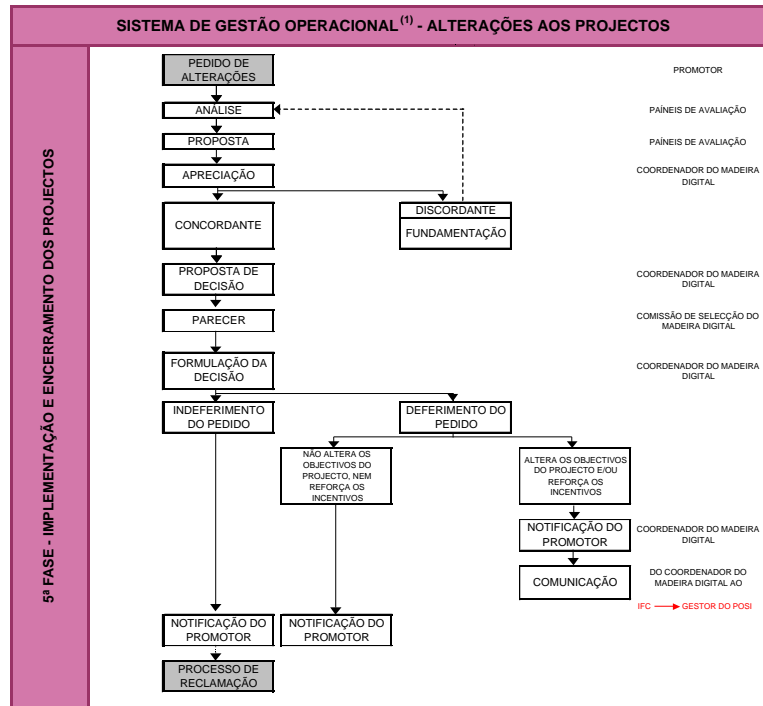 SISTEMA DE GESTÃO OPERACIONAL(1) - ALTERAÇÕES AOS PROJECTOS
5ª FASE - IMPLEMENTAÇÃO E ENCERRAMENTO DOS PROJECTOS
PEDIDO DE
ALTERAÇÕES
PROMOTOR
ANÁLISE
PAÍNEIS DE AVALIAÇÃO
PROPOSTA
PAÍNEIS DE AVALIAÇÃO
APRECIAÇÃO
COORDENADOR DO MADEIRA
DIGITAL
CONCORDANTE
DISCORDANTE
FUNDAMENTAÇÃO
PROPOSTA DE
DECISÃO
COORDENADOR DO MADEIRA
DIGITAL
PARECER
COMISSÃO DE SELECÇÃO DO
MADEIRA DIGITAL
FORMULAÇÃO DA
DECISÃO
COORDENADOR DO MADEIRA
DIGITAL
INDEFERIMENTO
DO PEDIDO
DEFERIMENTO DO
PEDIDO
NÃO ALTERA OS
OBJECTIVOS DO
PROJECTO, NEM
REFORÇA OS
INCENTIVOS
ALTERA OS OBJECTIVOS
DO PROJECTO E/OU
REFORÇA OS
INCENTIVOS
NOTIFICAÇÃO DO
PROMOTOR
COORDENADOR DO MADEIRA
DIGITAL
COMUNICAÇÃO
DO COORDENADOR DO
MADEIRA DIGITAL AO
IFC GESTOR DO POSI
NOTIFICAÇÃO DO
PROMOTOR
NOTIFICAÇÃO DO
PROMOTOR
PROCESSO DE
RECLAMAÇÃO